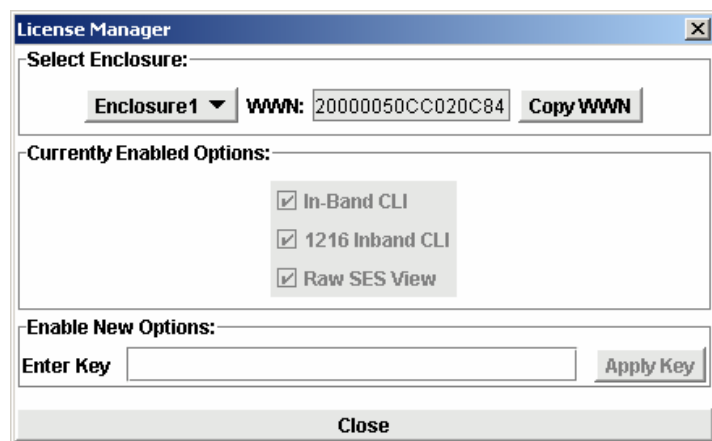 License Manager
Select Enclosure:
Enclosure1 WWN: 20000050CC020C84 Copy WWN
Currently Enabled Options:
In-Band CLI
1216 Inband CLI
Raw SES View
Enable New Options:
Enter Key Apply Key
Close